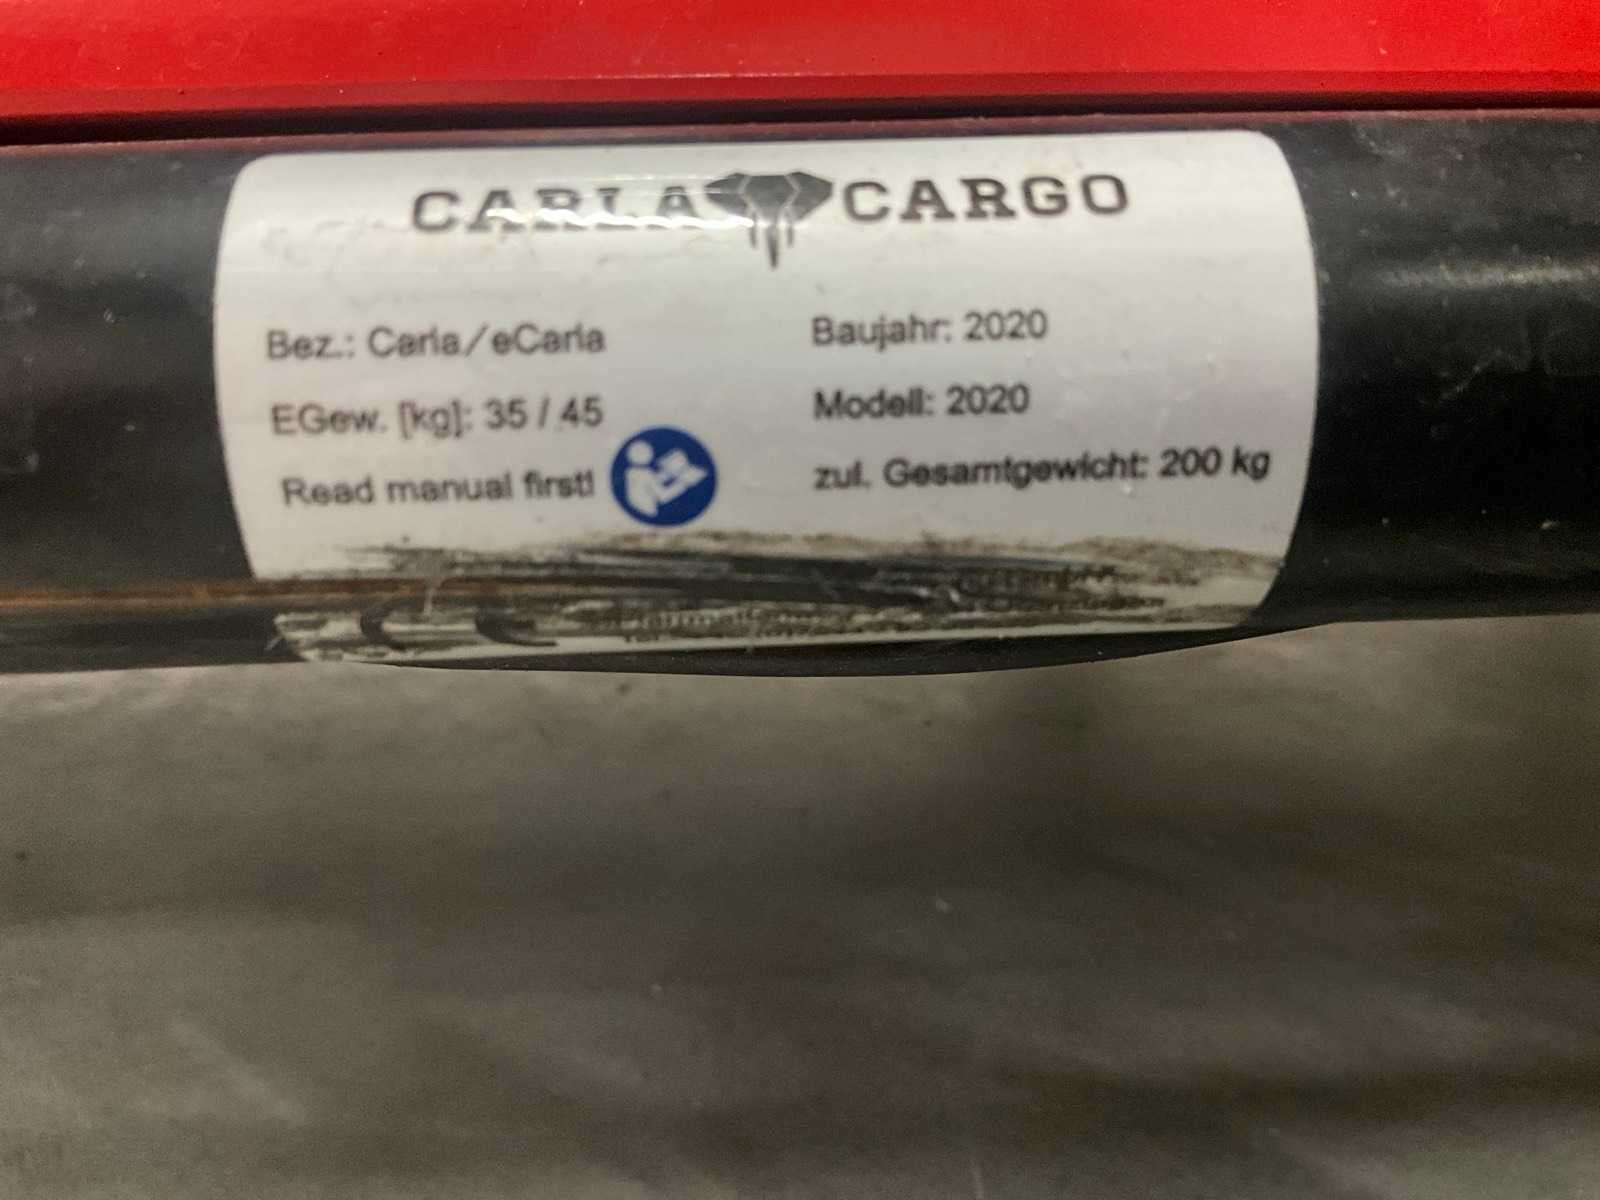 CARLA CARGO
Bez.: Carla/eCarla
Baujahr: 2020
EGew. [kg]: 35 / 45
Modell: 2020
Read manual first!
zul. Gesamtgewicht: 200 kg
CE